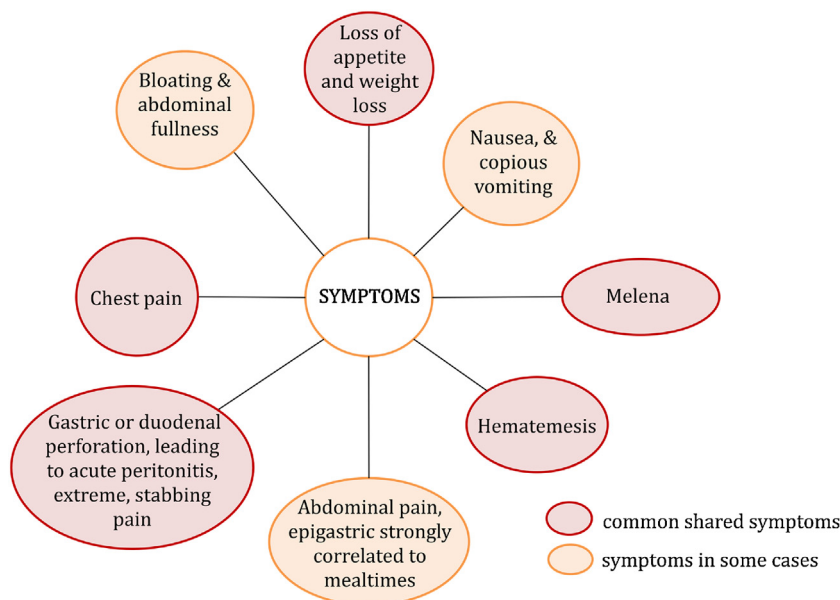 Loss of
appetite
and weight
loss
Bloating &
abdominal
fullness
Nausea, &
copious
vomiting
Chest pain
SYMPTOMS
Melena
Gastric or duodenal
perforation, leading
to acute peritonitis,
extreme, stabbing
pain
Hematemesis
Abdominal pain,
epigastric strongly
correlated to
mealtimes
common shared symptoms
symptoms in some cases